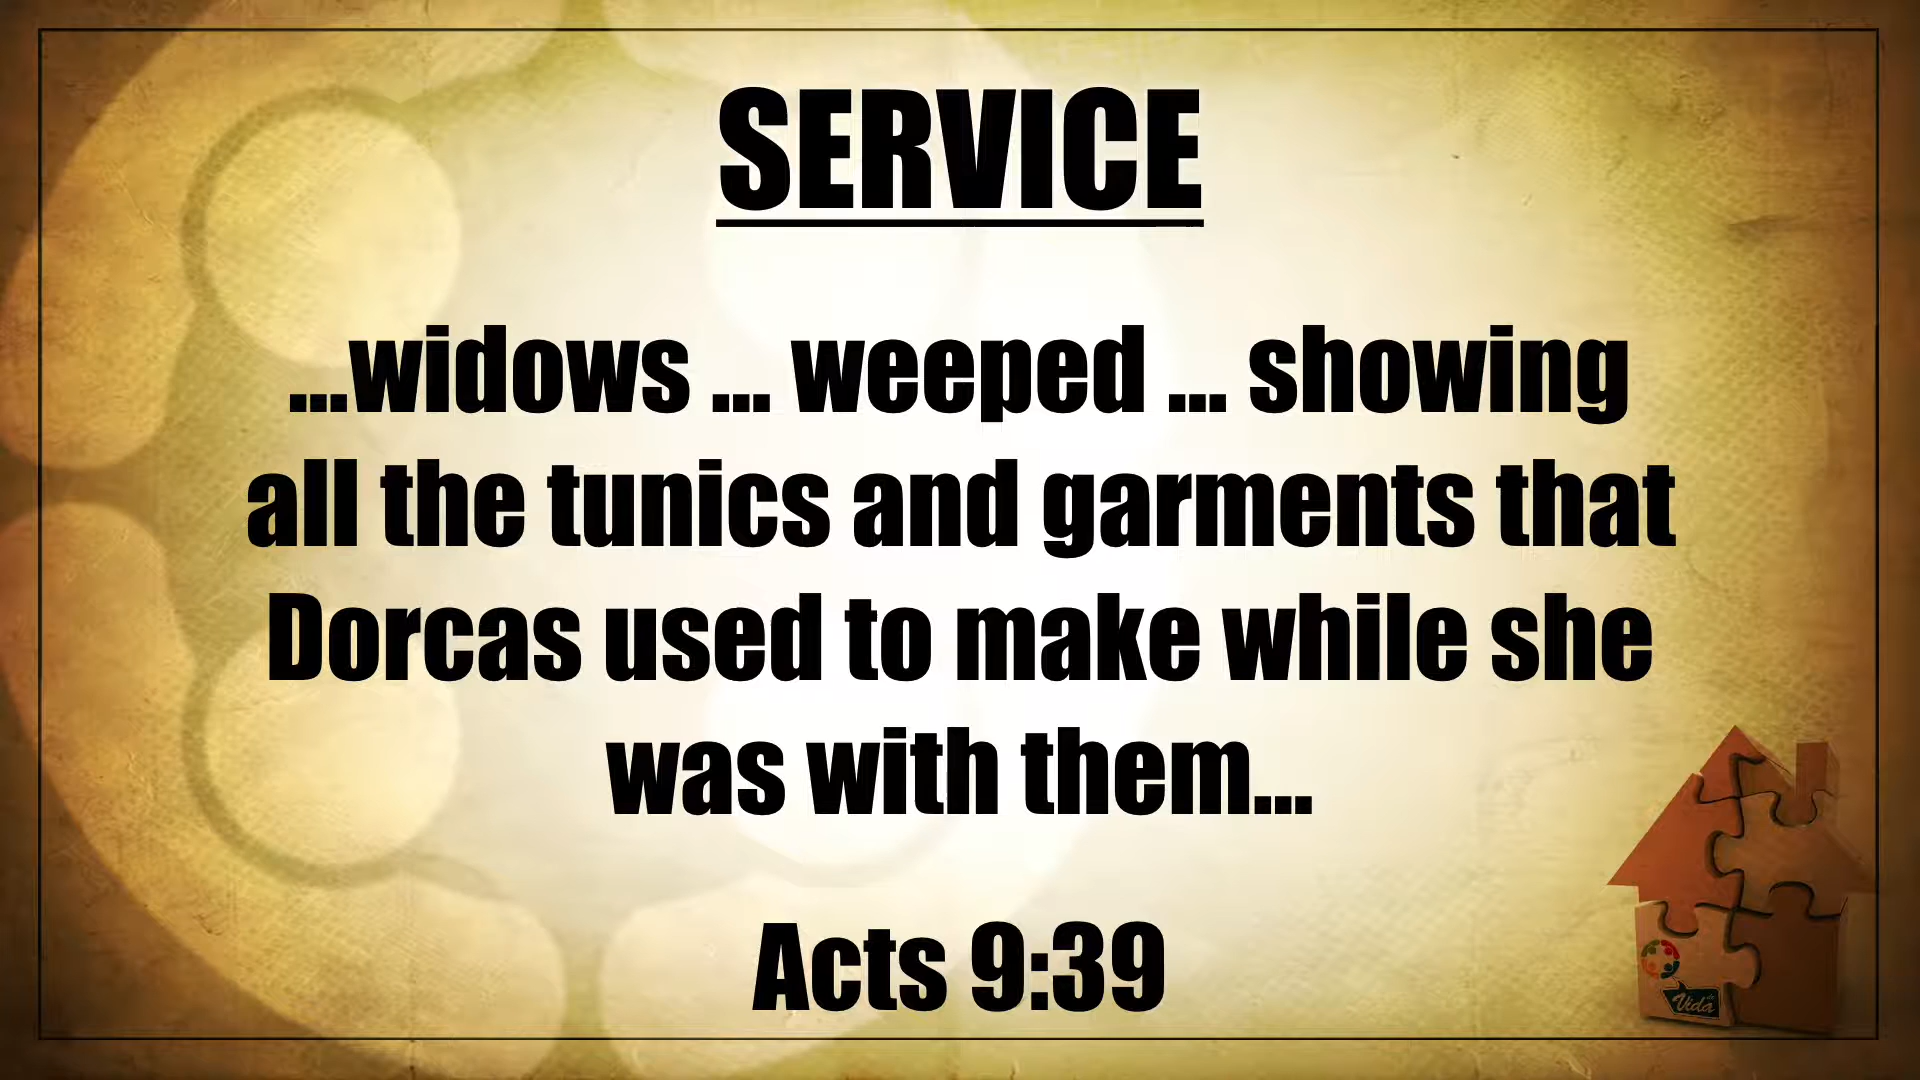 SERVICE
...widows ... weeped ... showing
all the tunics and garments that
Dorcas used to make while she
was with them...
Acts 9:39
Vida